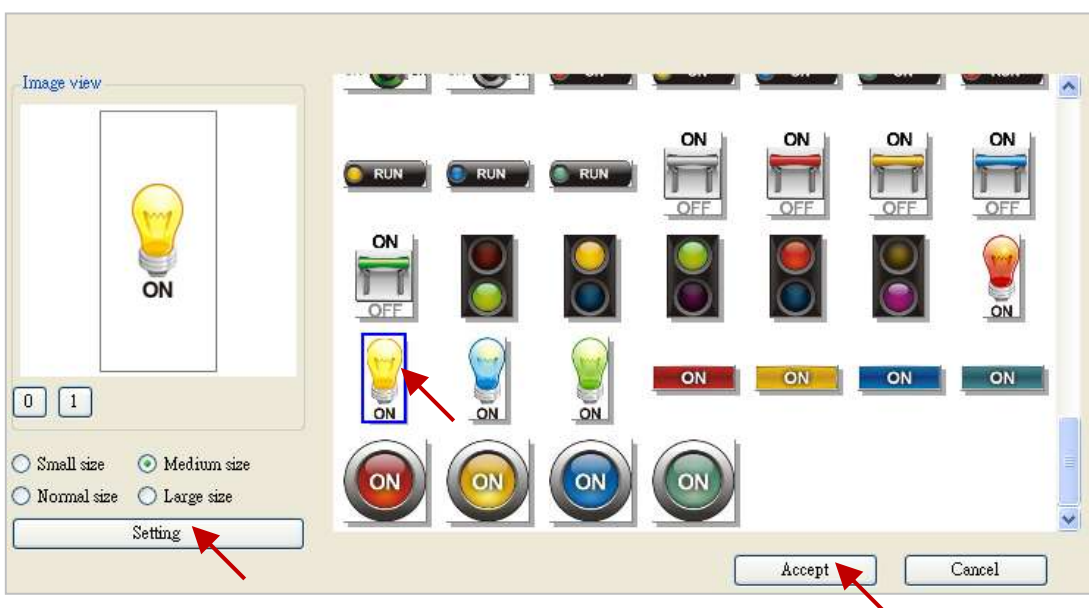 Image view
ON
0 1
Small size Medium size
Normal size Large size
Setting
RUN RUN RUN ON OFF ON OFF ON OFF ON OFF
ON OFF ON
ON ON ON ON ON ON ON
ON ON ON ON
Accept Cancel